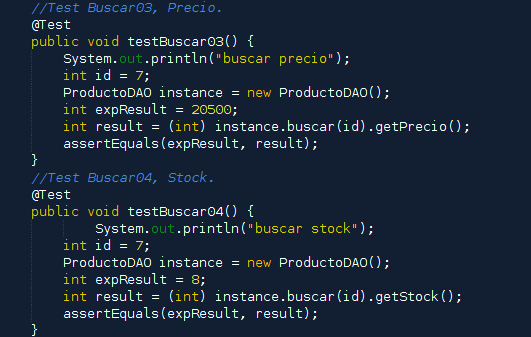 //Test Buscar03, Precio.
@Test
public void testBuscar03() {
    System.out.println("buscar precio");
    int id = 7;
    ProductoDAO instance = new ProductoDAO();
    int expResult = 20500;
    int result = (int) instance.buscar(id).getPrecio();
    assertEquals(expResult, result);
}
//Test Buscar04, Stock.
@Test
public void testBuscar04() {
        System.out.println("buscar stock");
    int id = 7;
    ProductoDAO instance = new ProductoDAO();
    int expResult = 8;
    int result = (int) instance.buscar(id).getStock();
    assertEquals(expResult, result);
}